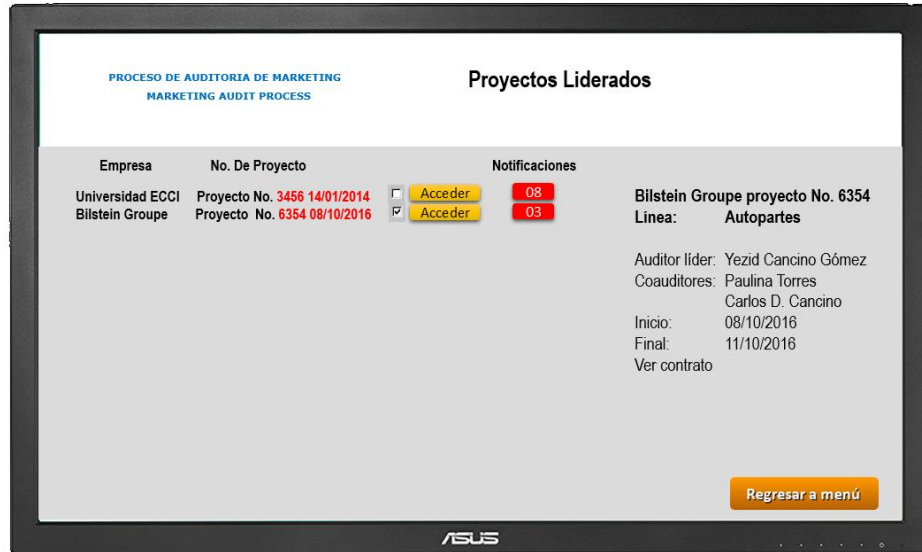 PROCESO DE AUDITORIA DE MARKETING
MARKETING AUDIT PROCESS
Proyectos Liderados
Empresa No. De Proyecto Notificaciones
Universidad ECCI Proyecto No. 3456 14/01/2014 Acceder 08
Bilstein Groupe Proyecto No. 6354 08/10/2016 Acceder 03
Bilstein Groupe proyecto No. 6354
Línea: Autopartes
Auditor líder: Yezid Cancino Gómez
Coauditores: Paulina Torres
Carlos D. Cancino
Inicio: 08/10/2016
Final: 11/10/2016
Ver contrato
Regresar a menú
ASUS